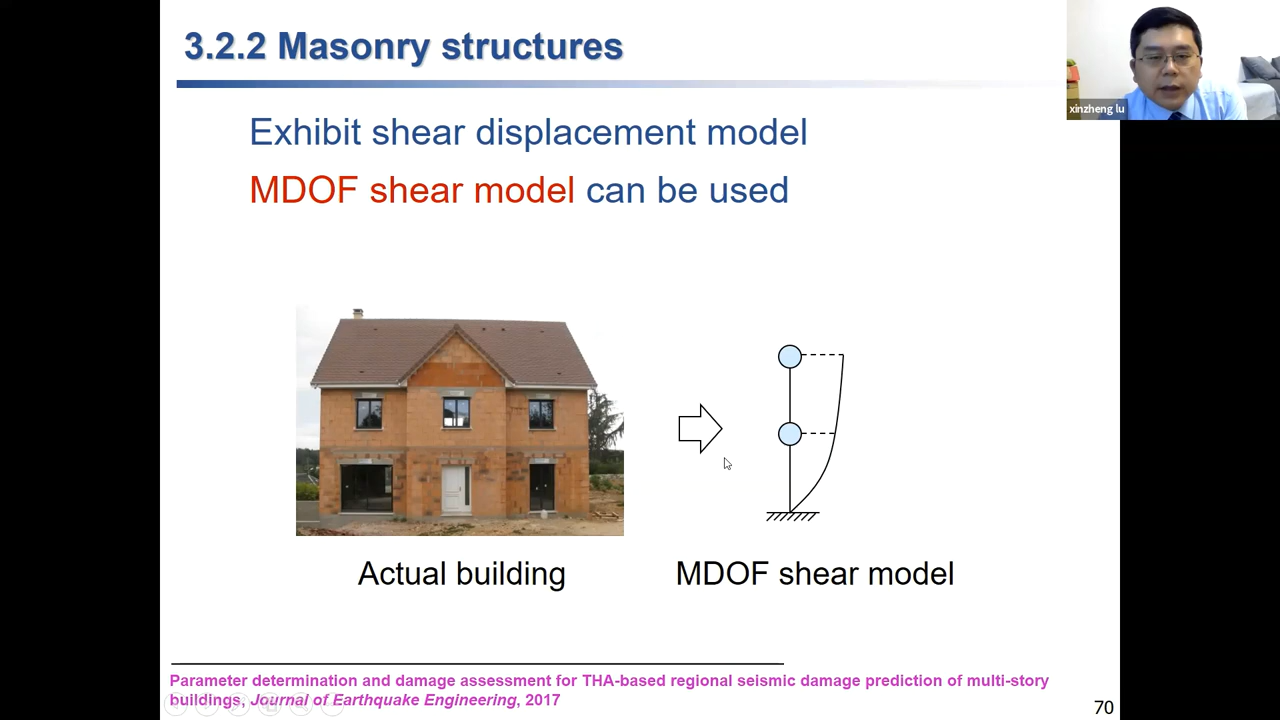 3.2.2 Masonry structures
xinzheng lu
Exhibit shear displacement model
MDOF shear model can be used
Actual building
MDOF shear model
Parameter determination and damage assessment for THA-based regional seismic damage prediction of multi-story
buildings, Journal of Earthquake Engineering, 2017
70